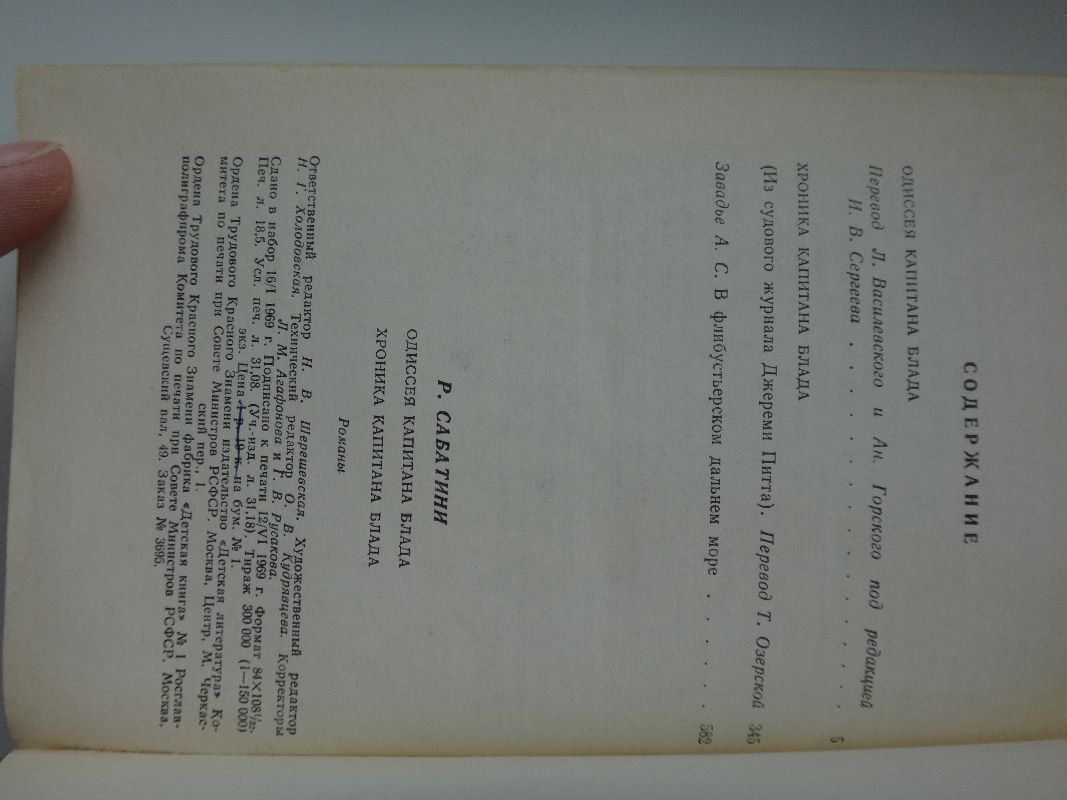 СОДЕРЖАНИЕ
ОДИССЕЯ КАПИТАНА БЛАДА
Перевод Л. Василевского и Ан. Горского под редакцией
Н. В. Сергеева . . . . . . . . . . . . . . . 5
ХРОНИКА КАПИТАНА БЛАДА
(Из судового журнала Джереми Питта). Перевод Т. Озерской 345
Завадье А. С. В флибустьерском дальнем море . . . . . 582
Р. САБАТИНИ
ОДИССЕЯ КАПИТАНА БЛАДА
ХРОНИКА КАПИТАНА БЛАДА
Романы
Ответственный редактор Н. В. Шерешевская. Художественный редактор
Н. Г. Холодовская. Технический редактор О. В. Кудрявцева. Корректоры
Л. М. Агафонова и Г. В. Русакова.
Сдано в набор 16/I 1969 г. Подписано к печати 12/VI 1969 г. Формат 84×108¹/₃₂.
Печ. л. 18,5. Усл. печ. л. 31,08. (Уч.-изд. л. 31,18). Тираж 300 000 (1—150 000)
экз. Цена 1 р. 19 к. на бум. № 1.
Ордена Трудового Красного Знамени издательство «Детская литература» Ко-
митета по печати при Совете Министров РСФСР. Москва, Центр, М. Черкас-
ский пер., 1.
Ордена Трудового Красного Знамени фабрика «Детская книга» № 1 Росглав-
полиграфпрома Комитета по печати при Совете Министров РСФСР. Москва,
Сущевский вал, 49. Заказ № 3695.